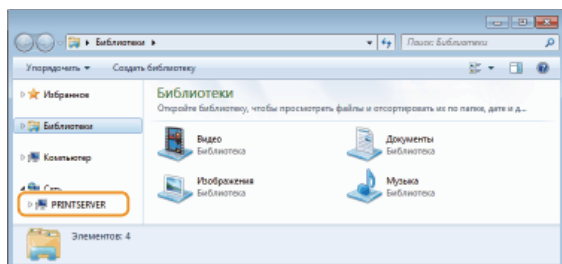 Библиотеки
Поиск: Библиотеки
Упорядочить
Создать библиотеку
Избранное
Библиотеки
Компьютер
Сеть
PRINTSERVER
Библиотеки
Откройте библиотеку, чтобы просмотреть файлы и отсортировать их по папке, дате и д...
Видео
Библиотека
Документы
Библиотека
Изображения
Библиотека
Музыка
Библиотека
Элементов: 4